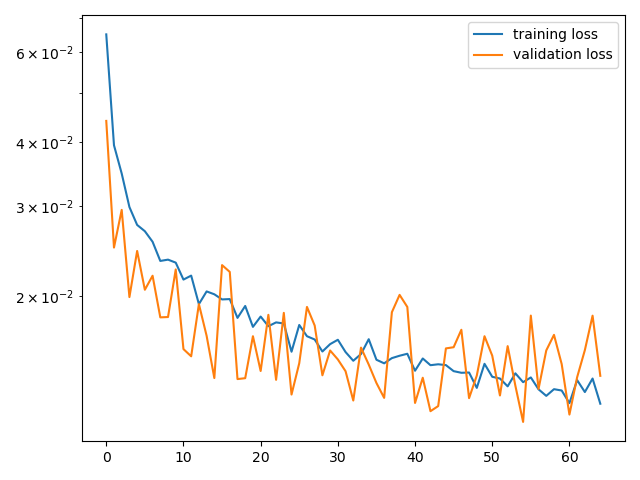 training loss
validation loss
6 × 10⁻²
4 × 10⁻²
3 × 10⁻²
2 × 10⁻²
0 10 20 30 40 50 60